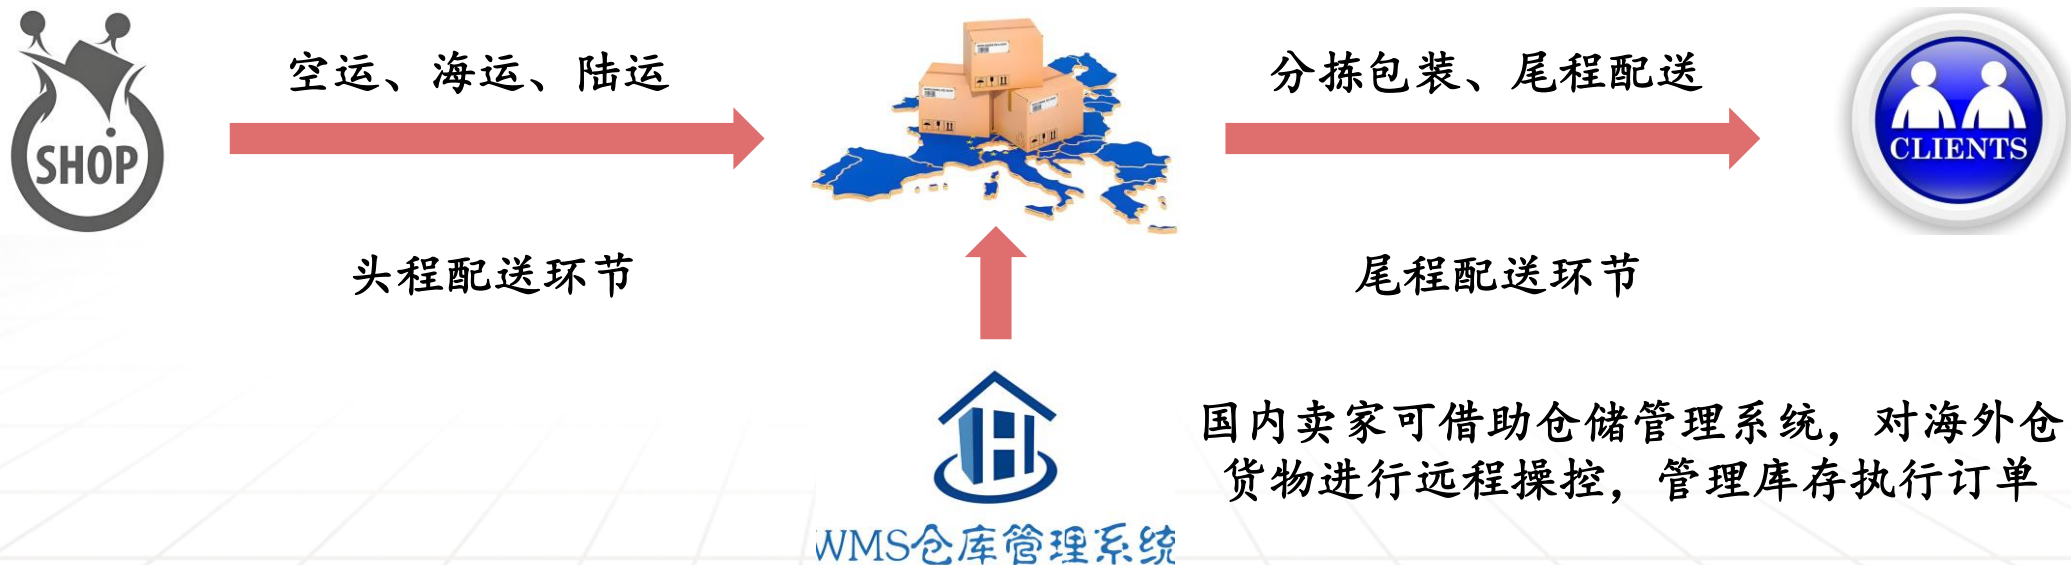 空运、海运、陆运
分拣包装、尾程配送
SHOP
CLIENTS
头程配送环节
尾程配送环节
国内卖家可借助仓储管理系统，对海外仓
货物进行远程操控，管理库存执行订单
WMS仓库管理系统